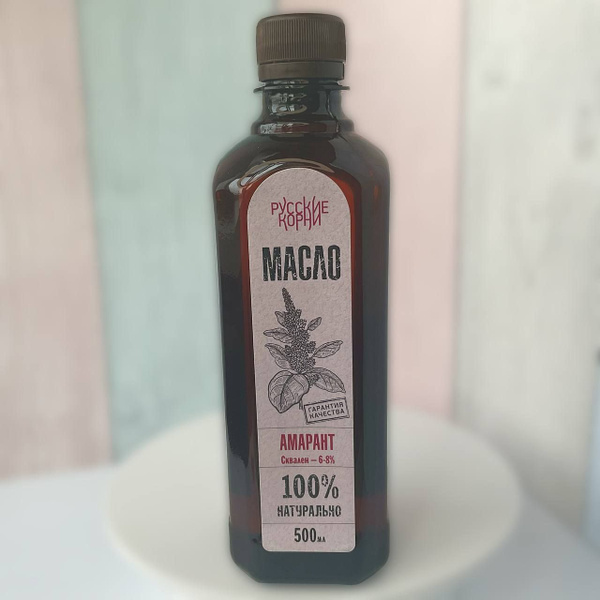 РУССКИЕ
КОРНИ
МАСЛО
ГАРАНТИЯ
КАЧЕСТВА
АМАРАНТ
Сквален – 6-8%
100%
НАТУРАЛЬНО
500мл